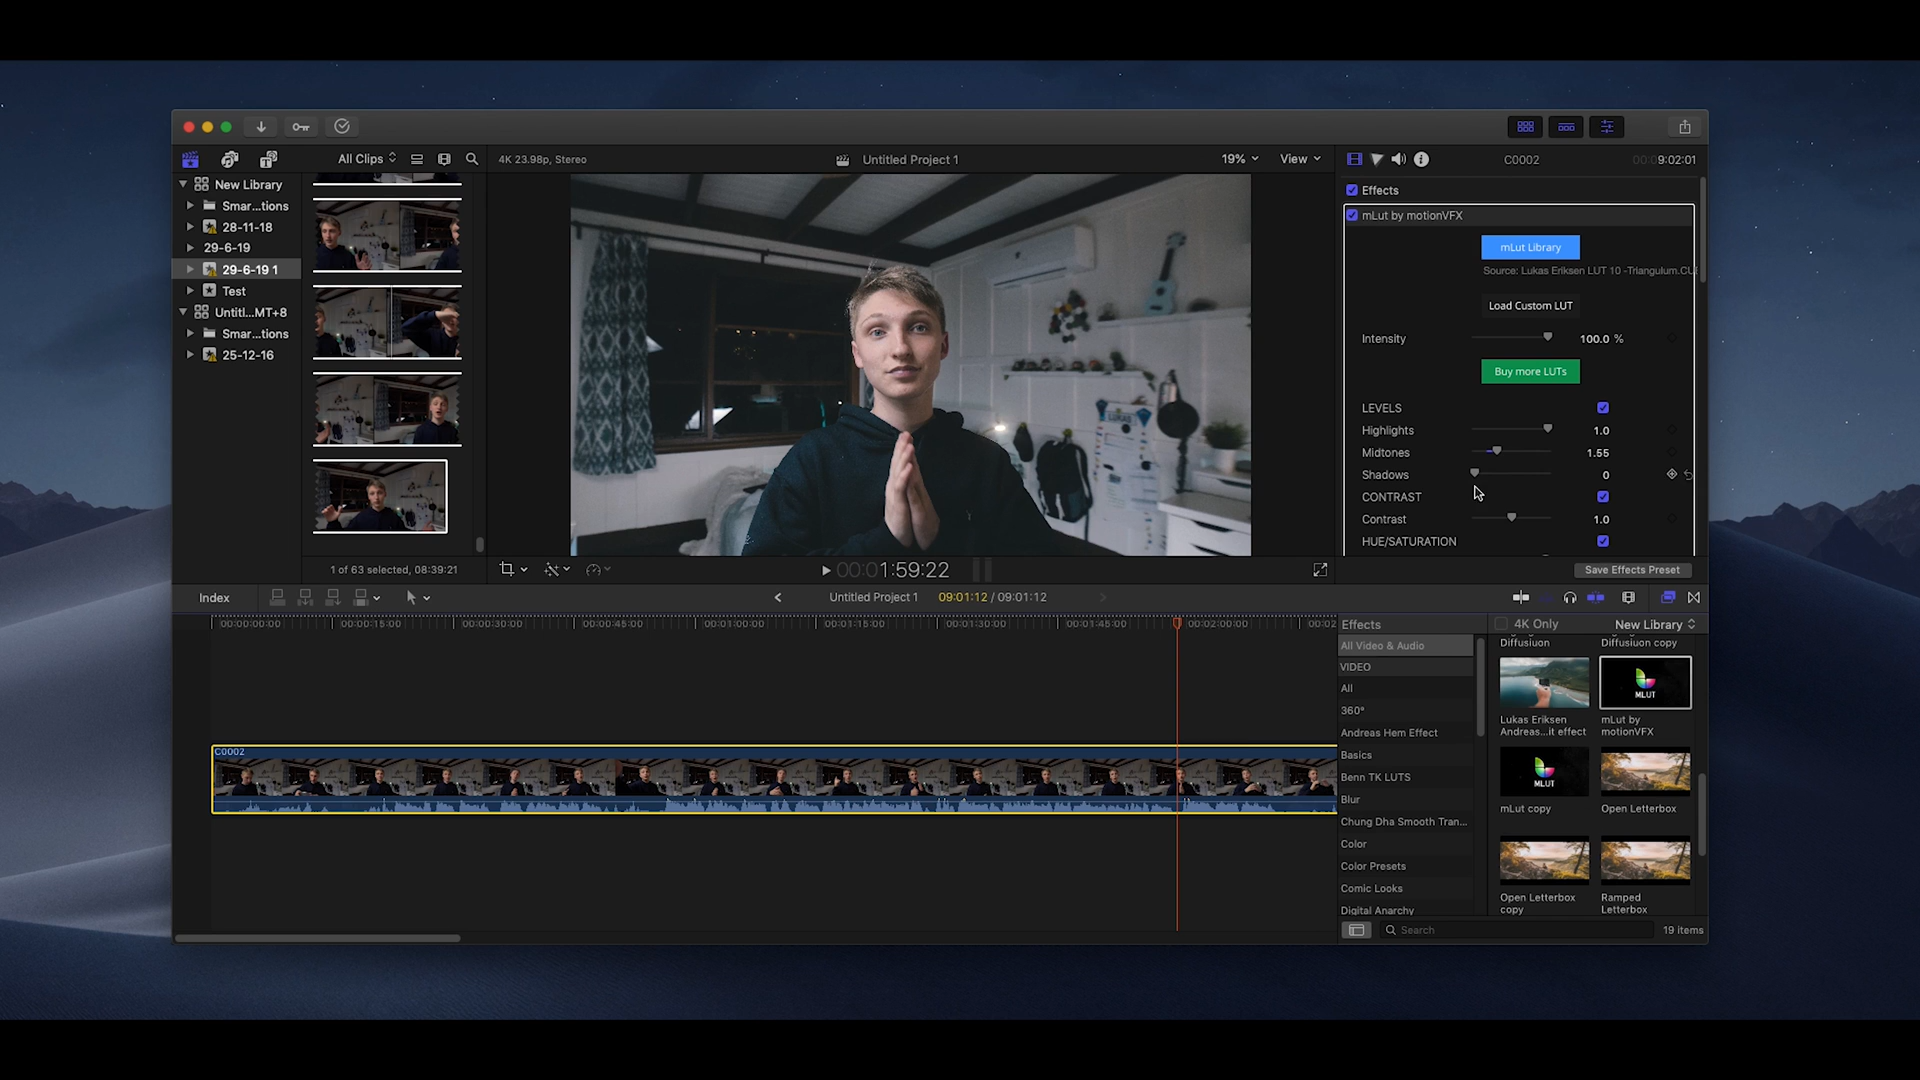 All Clips
4K 23.98p, Stereo
Untitled Project 1
19%
View
C0002
00:09:02:01
New Library
Smar...tions
28-11-18
29-6-19
29-6-19 1
Test
Untitl...MT+8
Smar...tions
25-12-16
LUKAS
Effects
mLut by motionVFX
mLut Library
Source: Lukas Eriksen LUT 10 -Triangulum.CU
Load Custom LUT
Intensity
100.0 %
Buy more LUTs
LEVELS
Highlights
1.0
Midtones
1.55
Shadows
0
CONTRAST
Contrast
1.0
HUE/SATURATION
1 of 63 selected, 08:39:21
00:01:59:22
Save Effects Preset
Index
Untitled Project 1
09:01:12 / 09:01:12
00:00:00:00
00:00:15:00
00:00:30:00
00:00:45:00
00:01:00:00
00:01:15:00
00:01:30:00
00:01:45:00
00:02:00:00
00:02
C0002
Effects
4K Only
New Library
All Video & Audio
VIDEO
All
360°
Andreas Hem Effect
Basics
Benn TK LUTS
Blur
Chung Dha Smooth Tran...
Color
Color Presets
Comic Looks
Digital Anarchy
Diffusiuon
Diffusiuon copy
MLUT
Lukas Eriksen
Andreas...it effect
mLut by
motionVFX
MLUT
mLut copy
Open Letterbox
Open Letterbox
copy
Ramped
Letterbox
Search
19 items